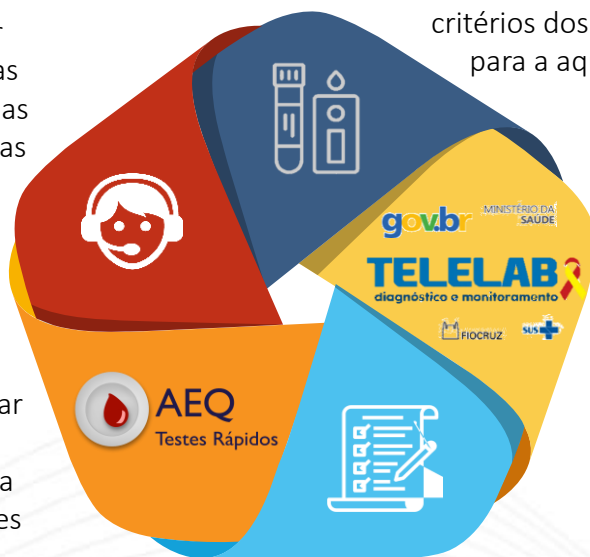 critérios dos
para a aq
as
as
as
gov.br
MINISTÉRIO DA
SAÚDE
TELELAB
diagnóstico e monitoramento
FIOCRUZ
SUS
AEQ
Testes Rápidos
ar
a
es